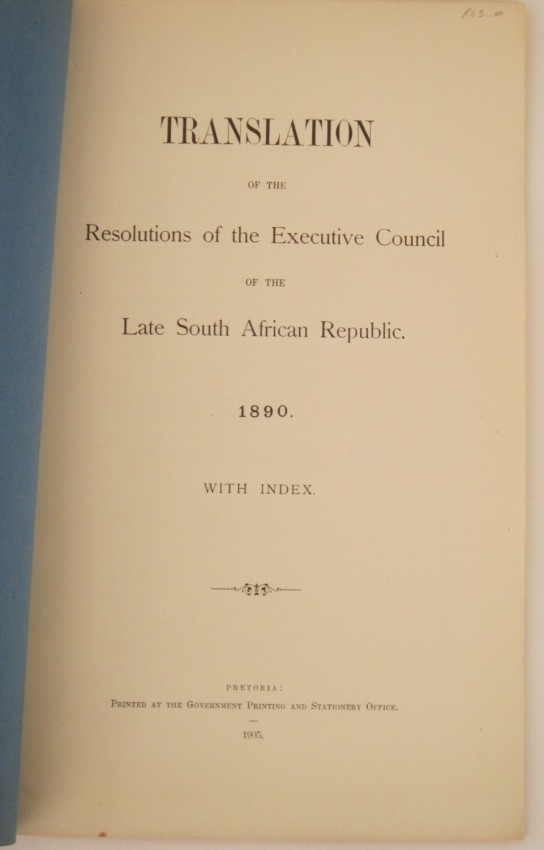 TRANSLATION
OF THE
Resolutions of the Executive Council
OF THE
Late South African Republic.
1890.
WITH INDEX.
PRETORIA:
PRINTED AT THE GOVERNMENT PRINTING AND STATIONERY OFFICE.
1905.